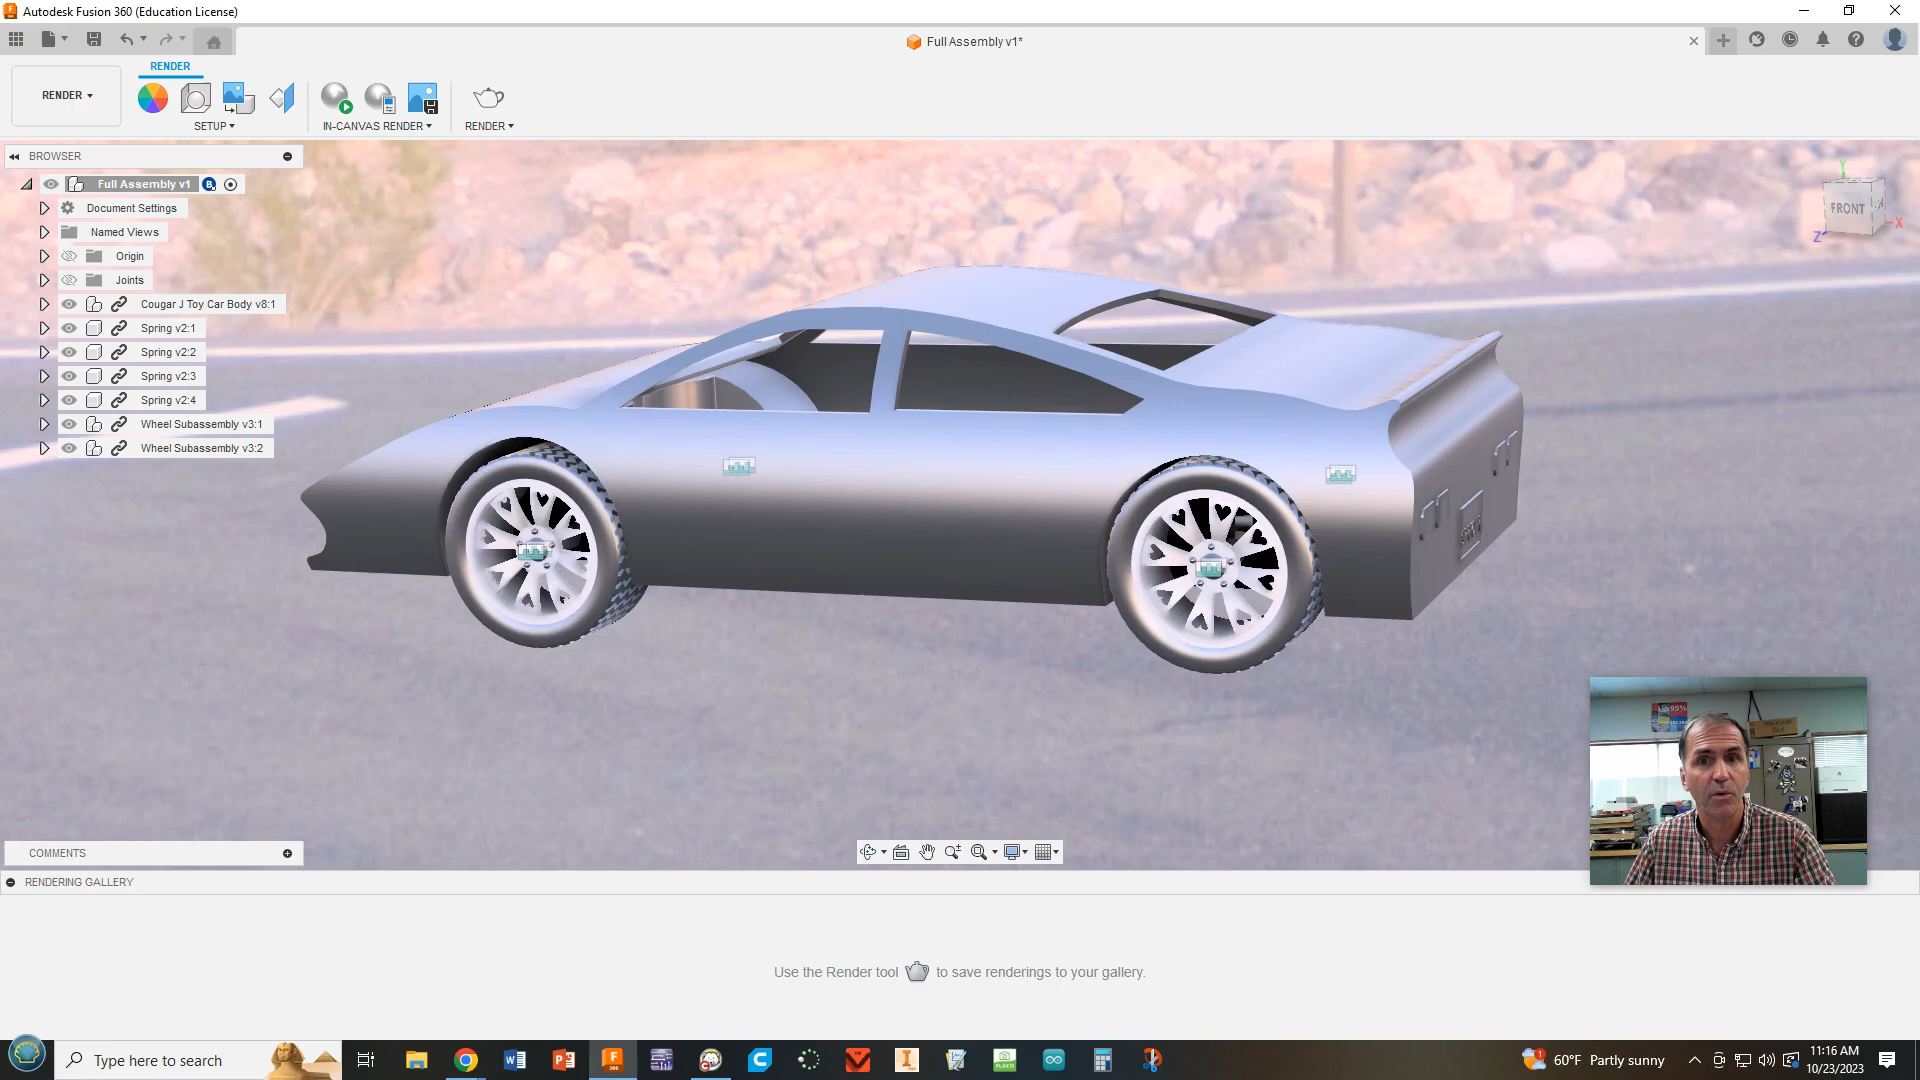 Autodesk Fusion 360 (Education License)
Full Assembly v1*
RENDER
RENDER
SETUP
IN-CANVAS RENDER
RENDER
BROWSER
Full Assembly v1
Document Settings
Named Views
Origin
Joints
Cougar J Toy Car Body v8:1
Spring v2:1
Spring v2:2
Spring v2:3
Spring v2:4
Wheel Subassembly v3:1
Wheel Subassembly v3:2
Y
FRONT
X
Z
95%
COMMENTS
RENDERING GALLERY
Use the Render tool to save renderings to your gallery.
Type here to search
60°F Partly sunny
11:16 AM
10/23/2023